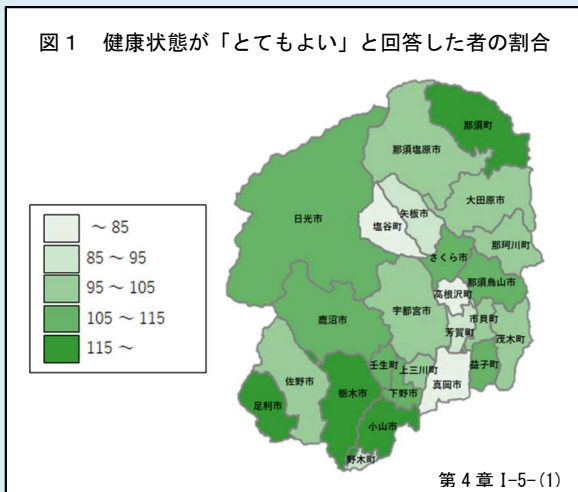 図1 健康状態が「とてもよい」と回答した者の割合
那須町
那須塩原市
大田原市
日光市
矢板市
塩谷町
那珂川町
さくら市
那須烏山市
高根沢町
宇都宮市
市貝町
芳賀町
茂木町
鹿沼市
壬生町
上三川町
益子町
真岡市
佐野市
栃木市
下野市
足利市
小山市
野木町
~ 85
85 ~ 95
95 ~ 105
105 ~ 115
115 ~
第4章 I-5-(1)